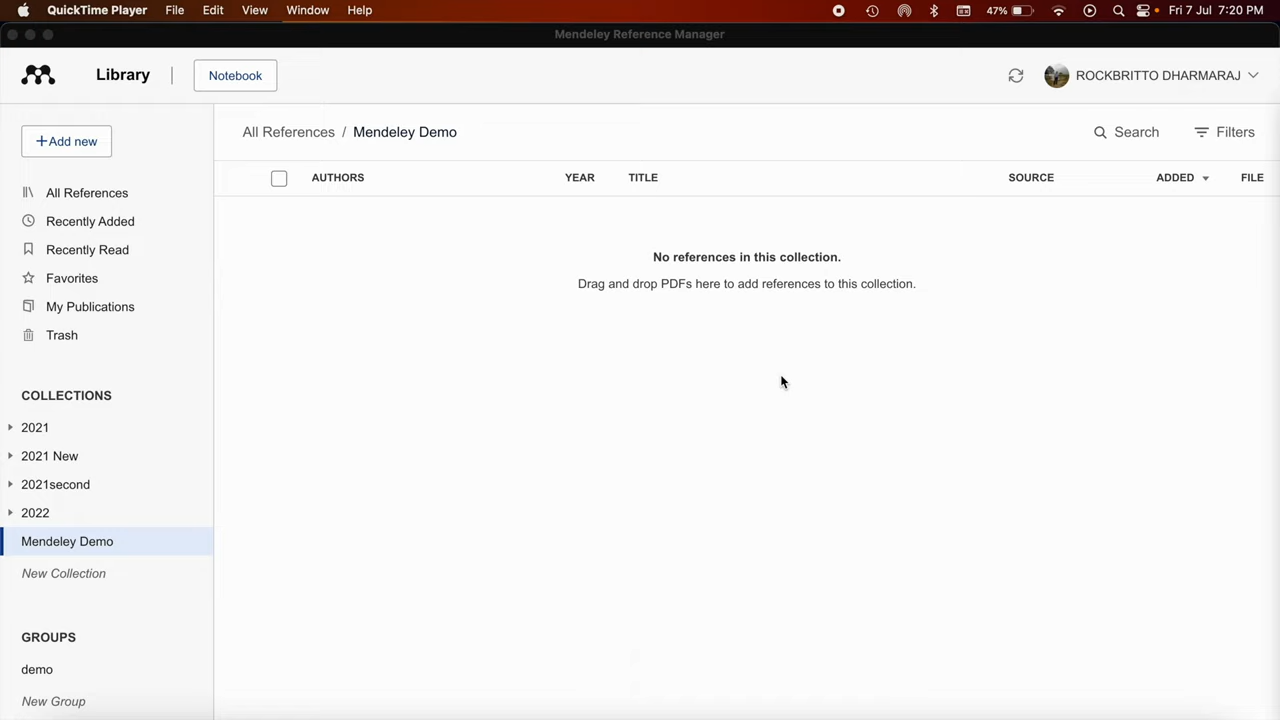 QuickTime Player File Edit View Window Help 47% Fri 7 Jul 7:20 PM
Mendeley Reference Manager
Library Notebook ROCKBRITTO DHARMARAJ
+Add new
All References / Mendeley Demo Search Filters
AUTHORS YEAR TITLE SOURCE ADDED FILE
All References
Recently Added
Recently Read
Favorites
My Publications
Trash
No references in this collection.
Drag and drop PDFs here to add references to this collection.
COLLECTIONS
2021
2021 New
2021second
2022
Mendeley Demo
New Collection
GROUPS
demo
New Group